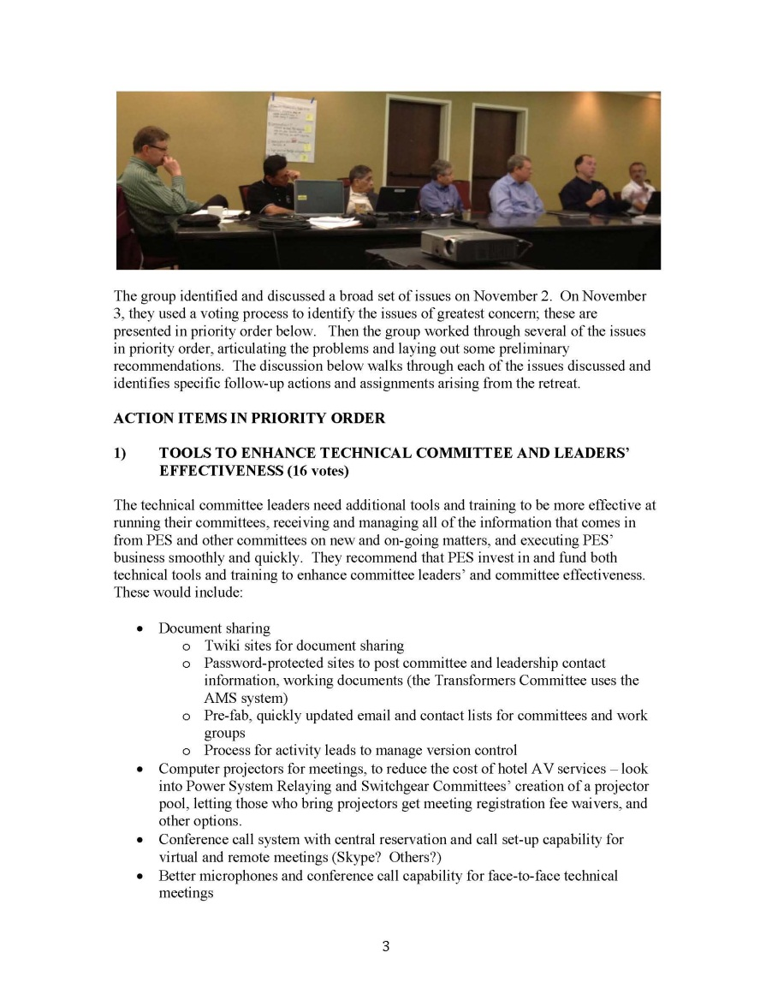 The group identified and discussed a broad set of issues on November 2.  On November
3, they used a voting process to identify the issues of greatest concern; these are
presented in priority order below.   Then the group worked through several of the issues
in priority order, articulating the problems and laying out some preliminary
recommendations.  The discussion below walks through each of the issues discussed and
identifies specific follow-up actions and assignments arising from the retreat.
ACTION ITEMS IN PRIORITY ORDER
1) TOOLS TO ENHANCE TECHNICAL COMMITTEE AND LEADERS’
EFFECTIVENESS (16 votes)
The technical committee leaders need additional tools and training to be more effective at
running their committees, receiving and managing all of the information that comes in
from PES and other committees on new and on-going matters, and executing PES’
business smoothly and quickly.  They recommend that PES invest in and fund both
technical tools and training to enhance committee leaders’ and committee effectiveness.
These would include:
• Document sharing
o Twiki sites for document sharing
o Password-protected sites to post committee and leadership contact
information, working documents (the Transformers Committee uses the
AMS system)
o Pre-fab, quickly updated email and contact lists for committees and work
groups
o Process for activity leads to manage version control
• Computer projectors for meetings, to reduce the cost of hotel AV services – look
into Power System Relaying and Switchgear Committees’ creation of a projector
pool, letting those who bring projectors get meeting registration fee waivers, and
other options.
• Conference call system with central reservation and call set-up capability for
virtual and remote meetings (Skype?  Others?)
• Better microphones and conference call capability for face-to-face technical
meetings
3